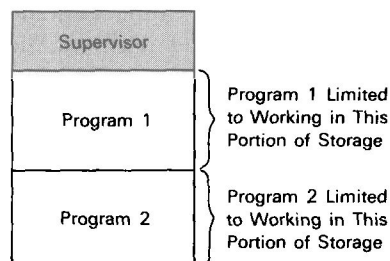 Supervisor
Program 1
Program 1 Limited
to Working in This
Portion of Storage
Program 2
Program 2 Limited
to Working in This
Portion of Storage